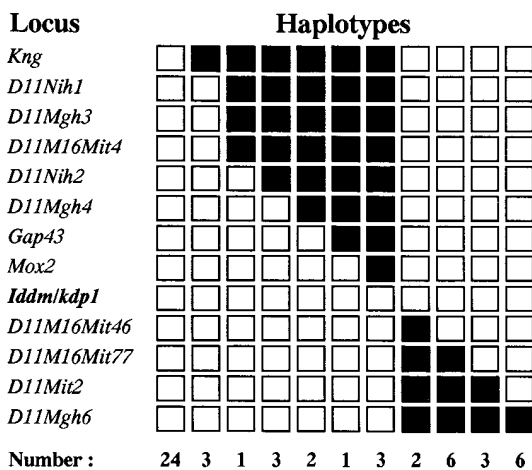 Locus Haplotypes
Kng
D11Nih1
D11Mgh3
D11M16Mit4
D11Nih2
D11Mgh4
Gap43
Mox2
Iddm/kdp1
D11M16Mit46
D11M16Mit77
D11Mit2
D11Mgh6
Number : 24 3 1 3 2 1 3 2 6 3 6